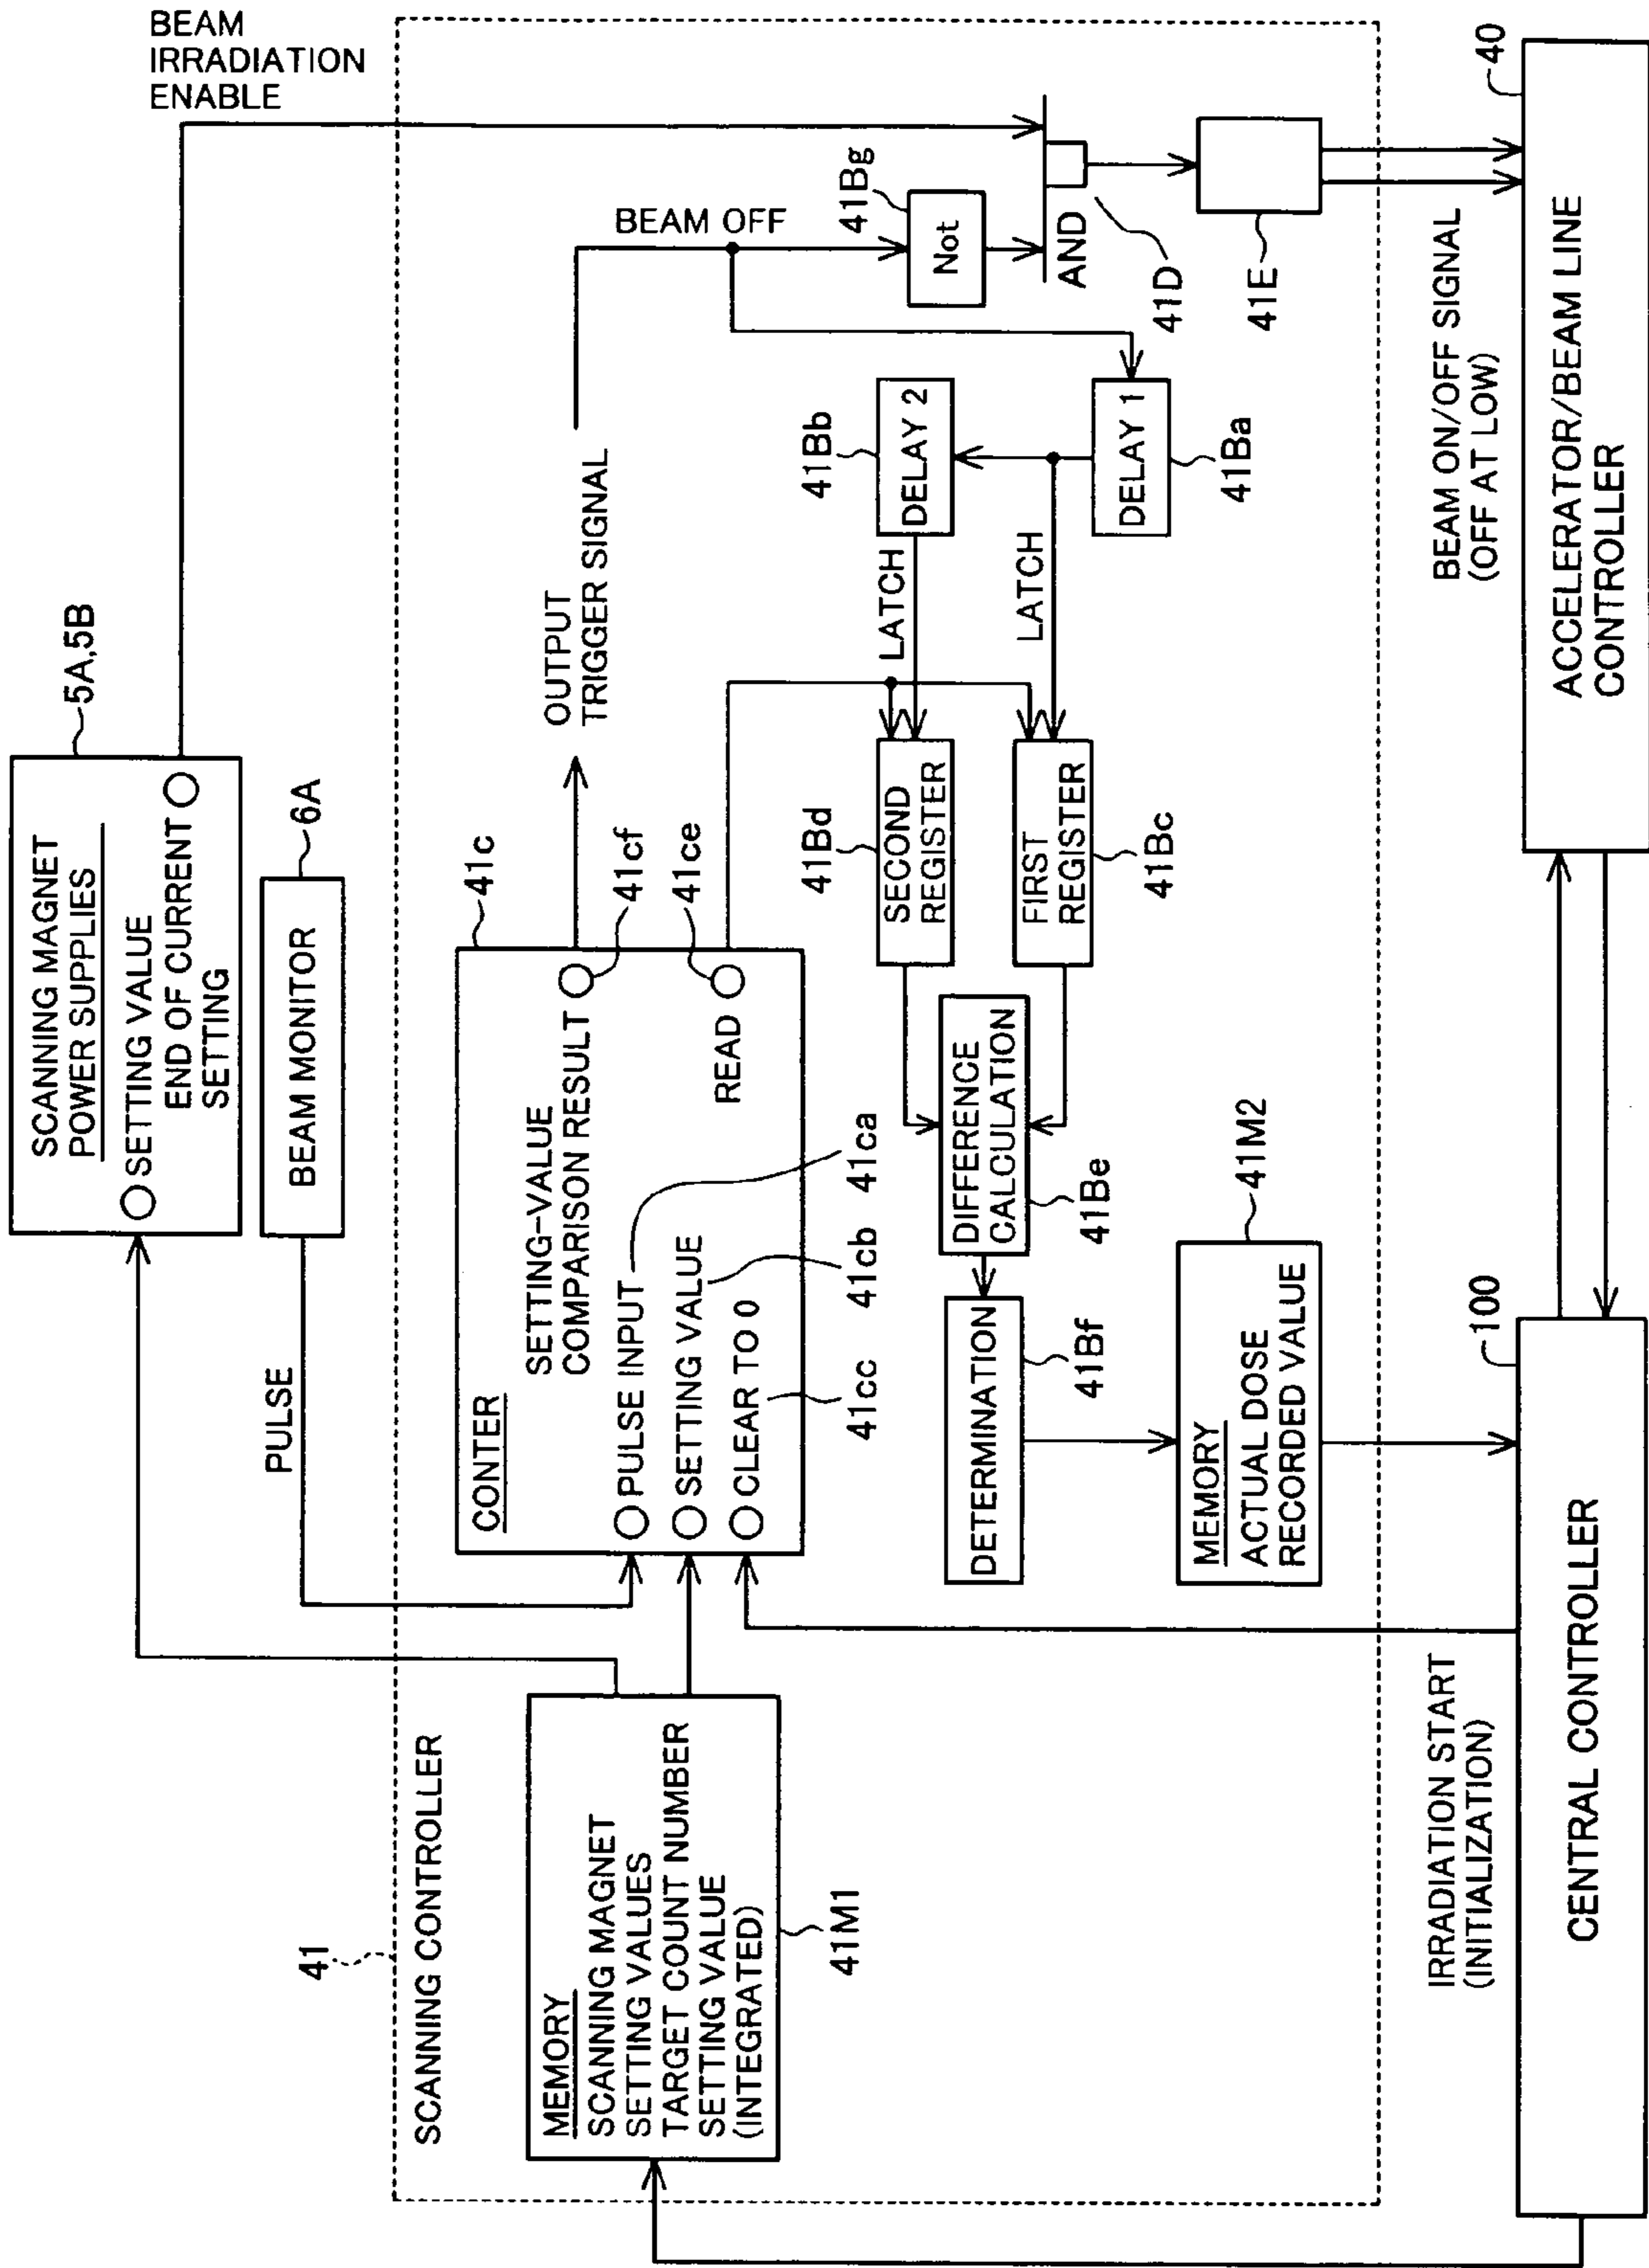 SCANNING MAGNET
POWER SUPPLIES
SETTING VALUE
END OF CURRENT
SETTING
5A,5B
BEAM MONITOR
6A
PULSE
BEAM
IRRADIATION
ENABLE
41
SCANNING CONTROLLER
MEMORY
SCANNING MAGNET
SETTING VALUES
TARGET COUNT NUMBER
SETTING VALUE
(INTEGRATED)
41M1
CONTER
SETTING-VALUE
COMPARISON RESULT
PULSE INPUT
SETTING VALUE
CLEAR TO 0
READ
41c
41cf
41ce
41cc
41cb
41ca
OUTPUT
TRIGGER SIGNAL
BEAM OFF
Not
41Bg
AND
41D
41E
DELAY 2
41Bb
DELAY 1
41Ba
LATCH
LATCH
SECOND
REGISTER
41Bd
FIRST
REGISTER
41Bc
DIFFERENCE
CALCULATION
41Be
DETERMINATION
41Bf
MEMORY
ACTUAL DOSE
RECORDED VALUE
41M2
IRRADIATION START
(INITIALIZATION)
CENTRAL CONTROLLER
100
BEAM ON/OFF SIGNAL
(OFF AT LOW)
ACCELERATOR/BEAM LINE
CONTROLLER
40